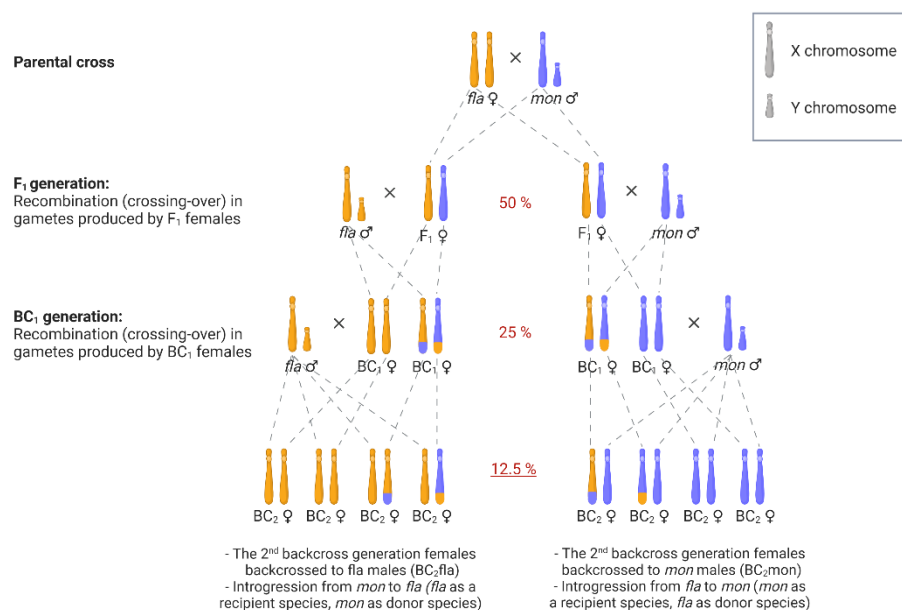 Parental cross
fla ♀ × mon ♂
X chromosome
Y chromosome
F₁ generation:
Recombination (crossing-over) in
gametes produced by F₁ females
fla ♂ × F₁ ♀
50 %
F₁ ♀ × mon ♂
BC₁ generation:
Recombination (crossing-over) in
gametes produced by BC₁ females
fla ♂ × BC₁ ♀ BC₁ ♀
25 %
BC₁ ♀ BC₁ ♀ × mon ♂
12.5 %
BC₂ ♀ BC₂ ♀ BC₂ ♀ BC₂ ♀
BC₂ ♀ BC₂ ♀ BC₂ ♀ BC₂ ♀
- The 2nd backcross generation females
backcrossed to fla males (BC₂fla)
- Introgression from mon to fla (fla as a
recipient species, mon as donor species)
- The 2nd backcross generation females
backcrossed to mon males (BC₂mon)
- Introgression from fla to mon (mon as
a recipient species, fla as donor species)